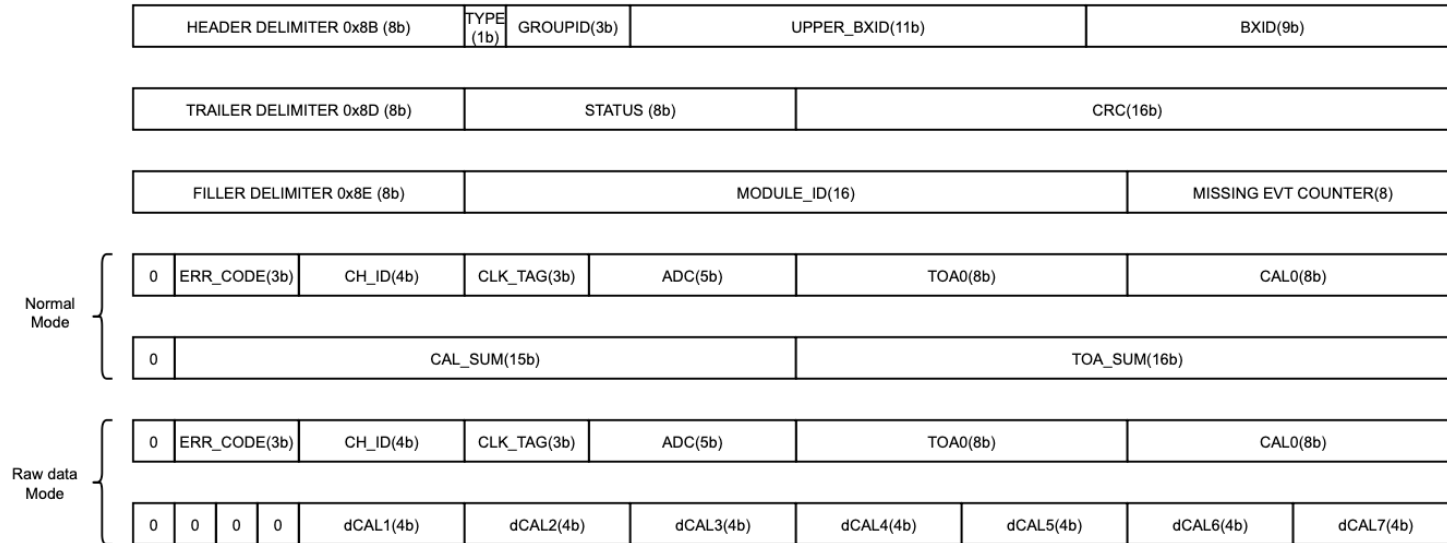 HEADER DELIMITER 0x8B (8b) TYPE (1b) GROUPID(3b) UPPER_BXID(11b) BXID(9b)
TRAILER DELIMITER 0x8D (8b) STATUS (8b) CRC(16b)
FILLER DELIMITER 0x8E (8b) MODULE_ID(16) MISSING EVT COUNTER(8)
Normal
Mode
0 ERR_CODE(3b) CH_ID(4b) CLK_TAG(3b) ADC(5b) TOA0(8b) CAL0(8b)
0 CAL_SUM(15b) TOA_SUM(16b)
Raw data
Mode
0 ERR_CODE(3b) CH_ID(4b) CLK_TAG(3b) ADC(5b) TOA0(8b) CAL0(8b)
0 0 0 0 dCAL1(4b) dCAL2(4b) dCAL3(4b) dCAL4(4b) dCAL5(4b) dCAL6(4b) dCAL7(4b)